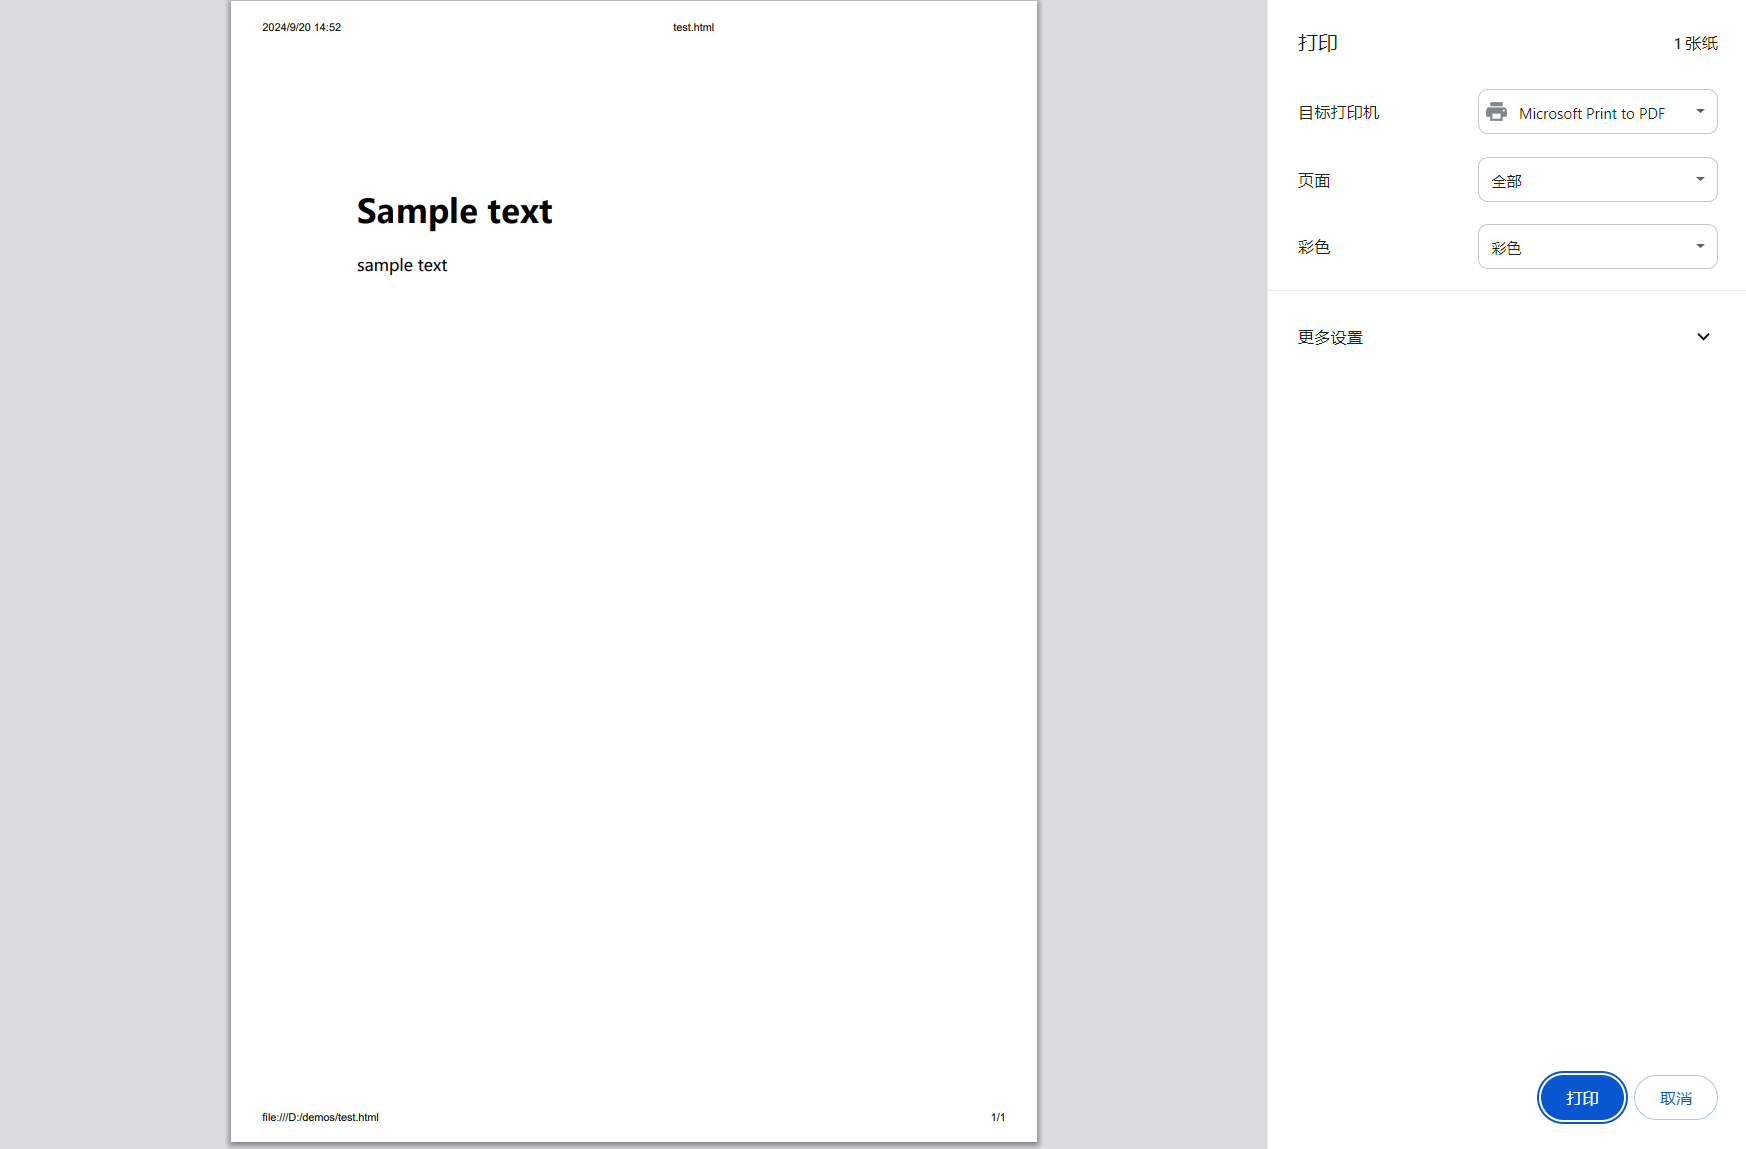 2024/9/20 14:52
test.html
Sample text
sample text
file:///D:/demos/test.html
1/1
打印
1 张纸
目标打印机
Microsoft Print to PDF
页面
全部
彩色
彩色
更多设置
打印
取消